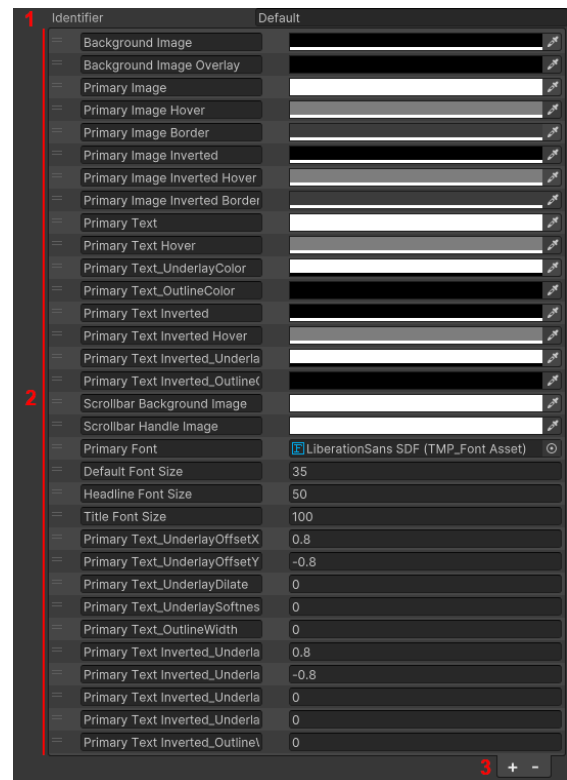 1 Identifier Default
Background Image
Background Image Overlay
Primary Image
Primary Image Hover
Primary Image Border
Primary Image Inverted
Primary Image Inverted Hover
Primary Image Inverted Border
Primary Text
Primary Text Hover
Primary Text_UnderlayColor
Primary Text_OutlineColor
Primary Text Inverted
Primary Text Inverted Hover
Primary Text Inverted_Underla
Primary Text Inverted_OutlineC
2 Scrollbar Background Image
Scrollbar Handle Image
Primary Font F LiberationSans SDF (TMP_Font Asset)
Default Font Size 35
Headline Font Size 50
Title Font Size 100
Primary Text_UnderlayOffsetX 0.8
Primary Text_UnderlayOffsetY -0.8
Primary Text_UnderlayDilate 0
Primary Text_UnderlaySoftnes 0
Primary Text_OutlineWidth 0
Primary Text Inverted_Underla 0.8
Primary Text Inverted_Underla -0.8
Primary Text Inverted_Underla 0
Primary Text Inverted_Underla 0
Primary Text Inverted_Outline\ 0
3 + -